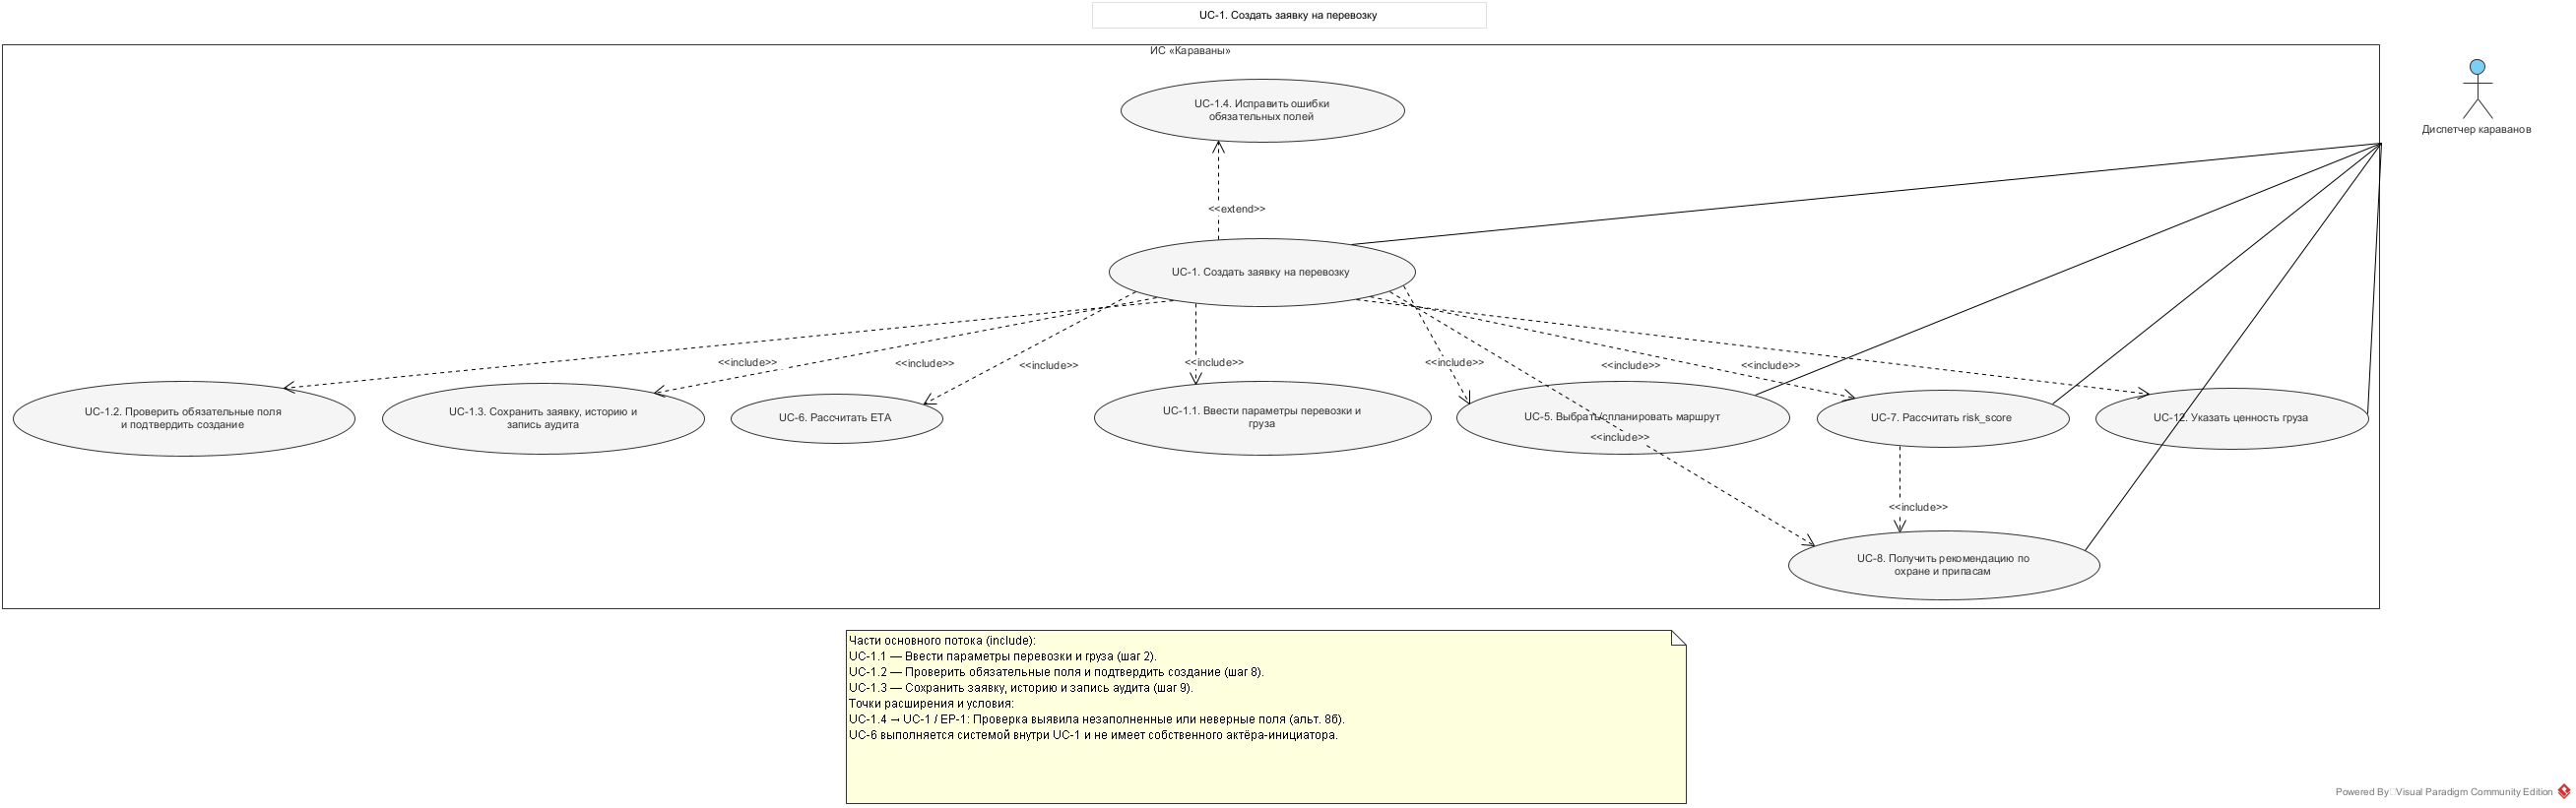 UC-1. Создать заявку на перевозку
ИС «Караваны»
Диспетчер караванов
UC-1.4. Исправить ошибки
обязательных полей
<<extend>>
UC-1. Создать заявку на перевозку
<<include>>
<<include>>
<<include>>
<<include>>
<<include>>
<<include>>
<<include>>
UC-1.2. Проверить обязательные поля
и подтвердить создание
UC-1.3. Сохранить заявку, историю и
запись аудита
UC-6. Рассчитать ETA
UC-1.1. Ввести параметры перевозки и
груза
UC-5. Выбрать/спланировать маршрут
UC-7. Рассчитать risk_score
UC-12. Указать ценность груза
<<include>>
<<include>>
UC-8. Получить рекомендацию по
охране и припасам
Части основного потока (include):
UC-1.1 — Ввести параметры перевозки и груза (шаг 2).
UC-1.2 — Проверить обязательные поля и подтвердить создание (шаг 8).
UC-1.3 — Сохранить заявку, историю и запись аудита (шаг 9).
Точки расширения и условия:
UC-1.4 → UC-1 / EP-1: Проверка выявила незаполненные или неверные поля (альт. 8б).
UC-6 выполняется системой внутри UC-1 и не имеет собственного актёра-инициатора.
Powered By Visual Paradigm Community Edition